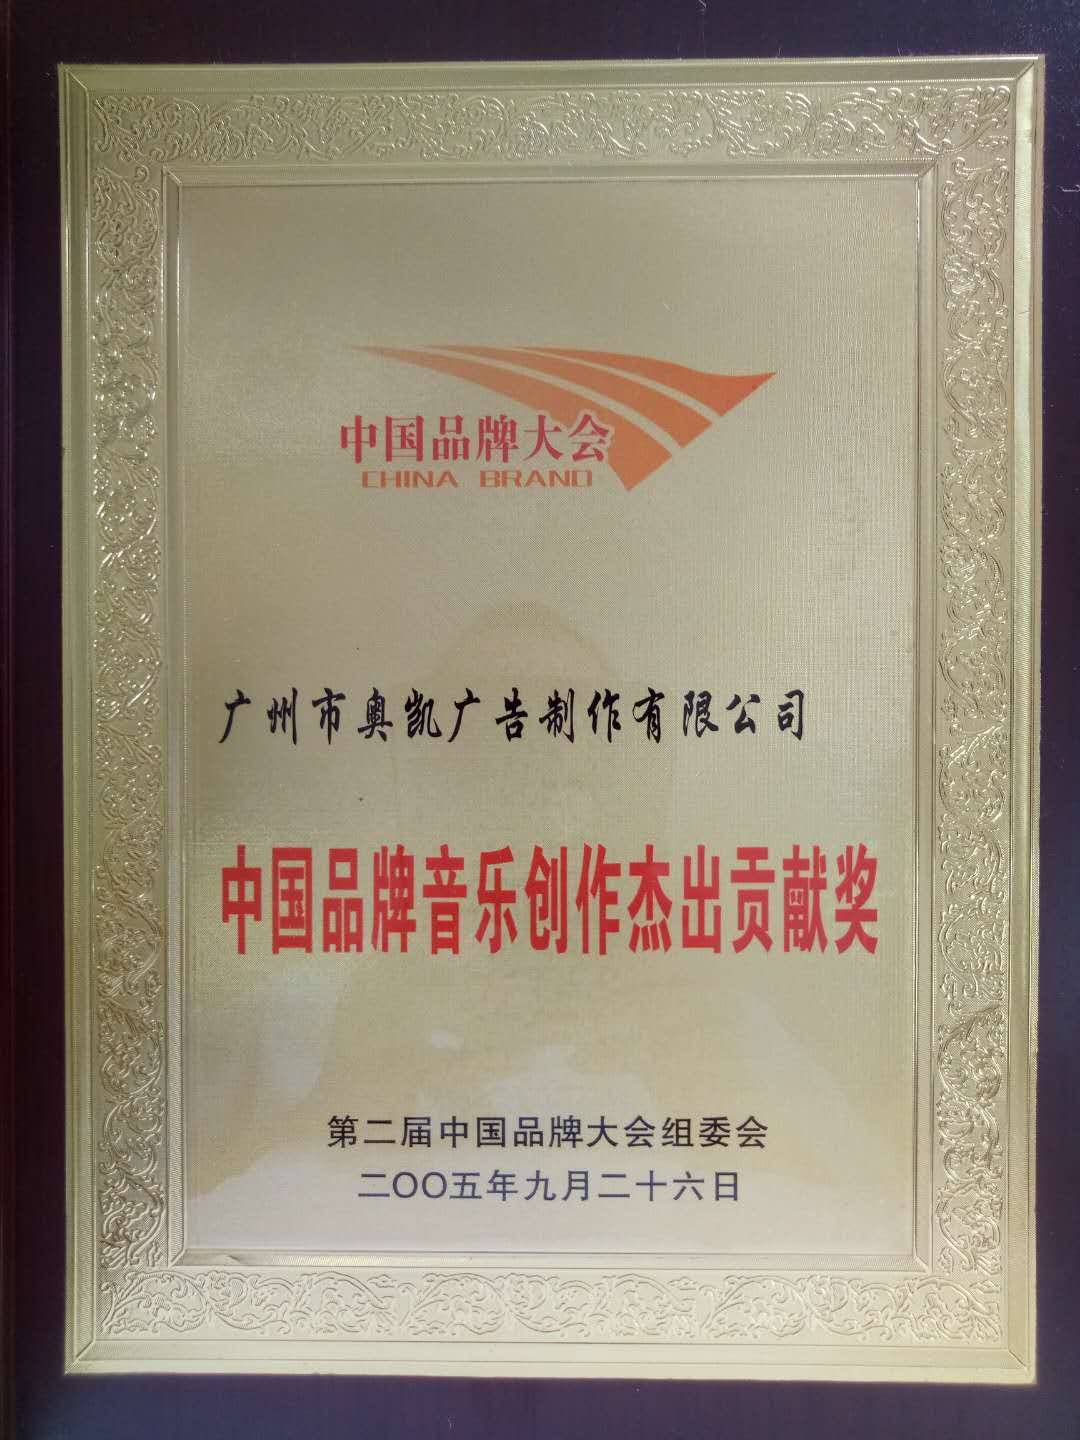 中国品牌大会
CHINA BRAND
广州市奥凯广告制作有限公司
中国品牌音乐创作杰出贡献奖
第二届中国品牌大会组委会
二〇〇五年九月二十六日